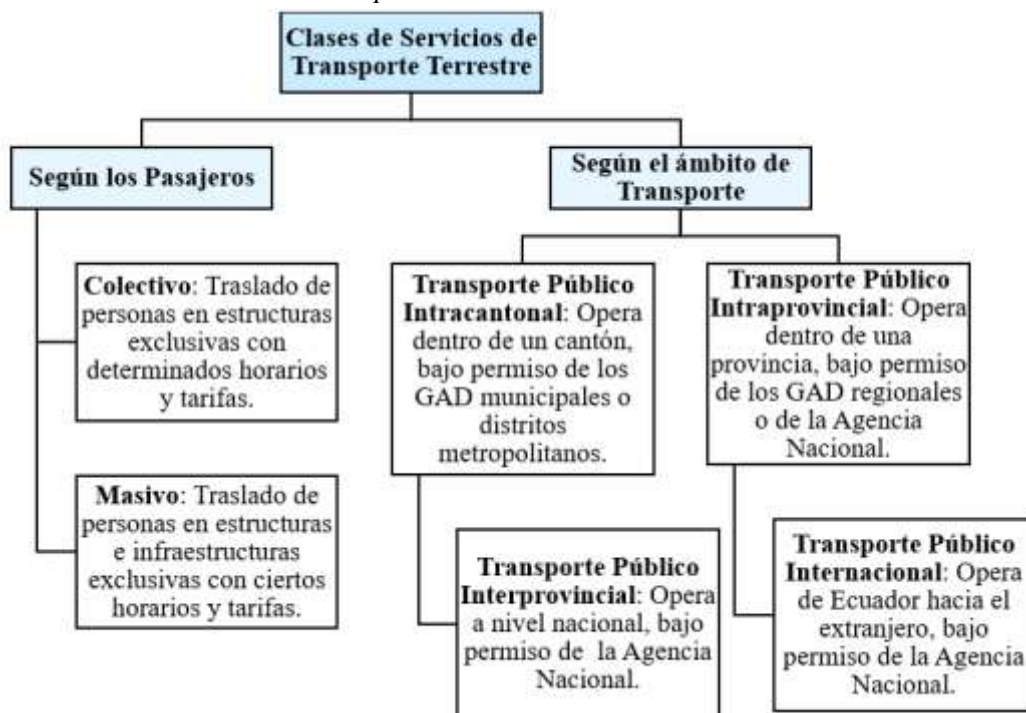 Clases de Servicios de
Transporte Terrestre
Según los Pasajeros
Colectivo: Traslado de
personas en estructuras
exclusivas con
determinados horarios
y tarifas.
Masivo: Traslado de
personas en estructuras
e infraestructuras
exclusivas con ciertos
horarios y tarifas.
Según el ámbito de
Transporte
Transporte Público
Intracantonal: Opera
dentro de un cantón,
bajo permiso de los
GAD municipales o
distritos
metropolitanos.
Transporte Público
Interprovincial: Opera
a nivel nacional, bajo
permiso de la Agencia
Nacional.
Transporte Público
Intraprovincial: Opera
dentro de una
provincia, bajo permiso
de los GAD regionales
o de la Agencia
Nacional.
Transporte Público
Internacional: Opera
de Ecuador hacia el
extranjero, bajo
permiso de la Agencia
Nacional.